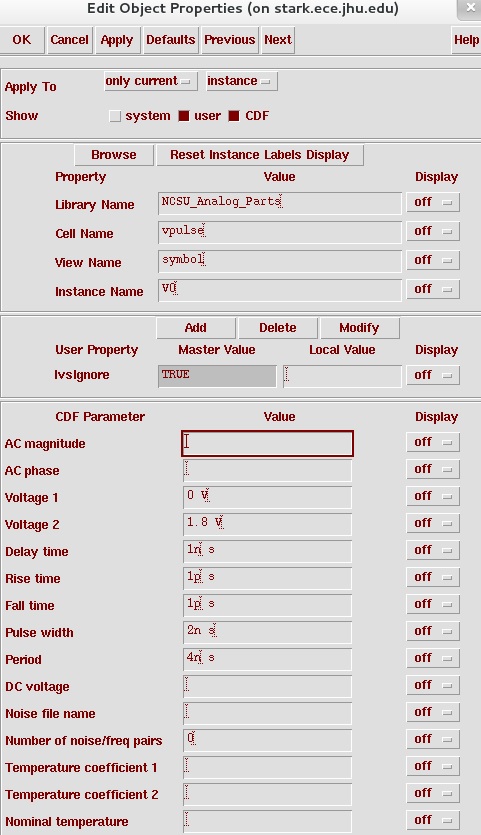 Edit Object Properties (on stark.ece.jhu.edu)
OK Cancel Apply Defaults Previous Next Help
Apply To only current instance
Show system user CDF
Browse Reset Instance Labels Display
Property Value Display
Library Name NCSU_Analog_Parts off
Cell Name vpulse off
View Name symbol off
Instance Name V0 off
Add Delete Modify
User Property Master Value Local Value Display
lvsIgnore TRUE off
CDF Parameter Value Display
AC magnitude off
AC phase off
Voltage 1 0 V off
Voltage 2 1.8 V off
Delay time 1n s off
Rise time 1p s off
Fall time 1p s off
Pulse width 2n s off
Period 4n s off
DC voltage off
Noise file name off
Number of noise/freq pairs 0 off
Temperature coefficient 1 off
Temperature coefficient 2 off
Nominal temperature off